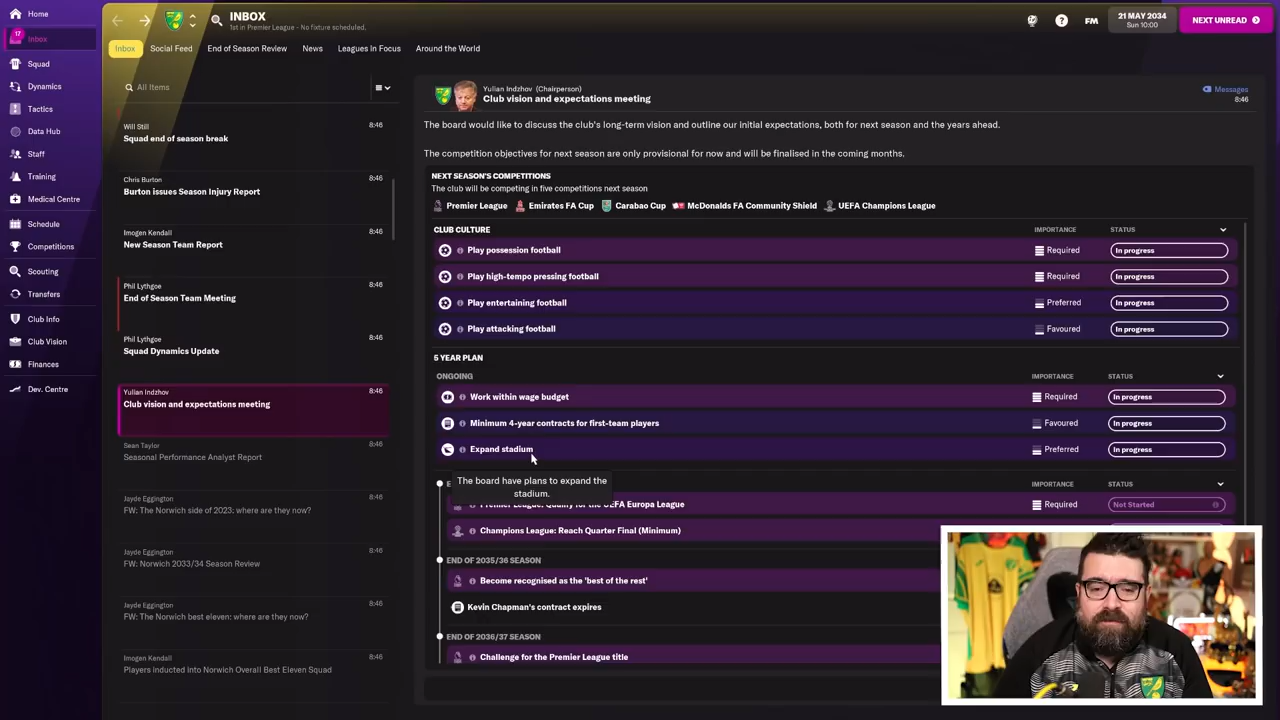 Home
17
Inbox
Squad
Dynamics
Tactics
Data Hub
Staff
Training
Medical Centre
Schedule
Competitions
Scouting
Transfers
Club Info
Club Vision
Finances
Dev. Centre
INBOX
1st in Premier League - No fixture scheduled.
FM
21 MAY 2034
Sun 10:00
NEXT UNREAD
Inbox
Social Feed
End of Season Review
News
Leagues In Focus
Around the World
All Items
Will Still 8:46
Squad end of season break
Chris Burton 8:46
Burton issues Season Injury Report
Imogen Kendall 8:46
New Season Team Report
Phil Lythgoe 8:46
End of Season Team Meeting
Phil Lythgoe 8:46
Squad Dynamics Update
Yulian Indzhov 8:46
Club vision and expectations meeting
Sean Taylor 8:46
Seasonal Performance Analyst Report
Jayde Eggington 8:46
FW: The Norwich side of 2023: where are they now?
Jayde Eggington 8:46
FW: Norwich 2033/34 Season Review
Jayde Eggington 8:46
FW: The Norwich best eleven: where are they now?
Imogen Kendall 8:46
Players inducted into Norwich Overall Best Eleven Squad
Yulian Indzhov (Chairperson)
Club vision and expectations meeting
Messages
8:46
The board would like to discuss the club's long-term vision and outline our initial expectations both for next season and the years ahead.
The competition objectives for next season are only provisional for now and will be finalised in the coming months.
NEXT SEASON'S COMPETITIONS
The club will be competing in five competitions next season
Premier League Emirates FA Cup Carabao Cup McDonalds FA Community Shield UEFA Champions League
CLUB CULTURE IMPORTANCE STATUS
Play possession football Required In progress
Play high-tempo pressing football Required In progress
Play entertaining football Preferred In progress
Play attacking football Favoured In progress
5 YEAR PLAN
ONGOING IMPORTANCE STATUS
Work within wage budget Required In progress
Minimum 4-year contracts for first-team players Favoured In progress
Expand stadium Preferred In progress
The board have plans to expand the
stadium.
IMPORTANCE STATUS
Premier League: Qualify for the UEFA Europa League Required Not Started
Champions League: Reach Quarter Final (Minimum)
END OF 2035/36 SEASON
Become recognised as the 'best of the rest'
Kevin Chapman's contract expires
END OF 2036/37 SEASON
Challenge for the Premier League title